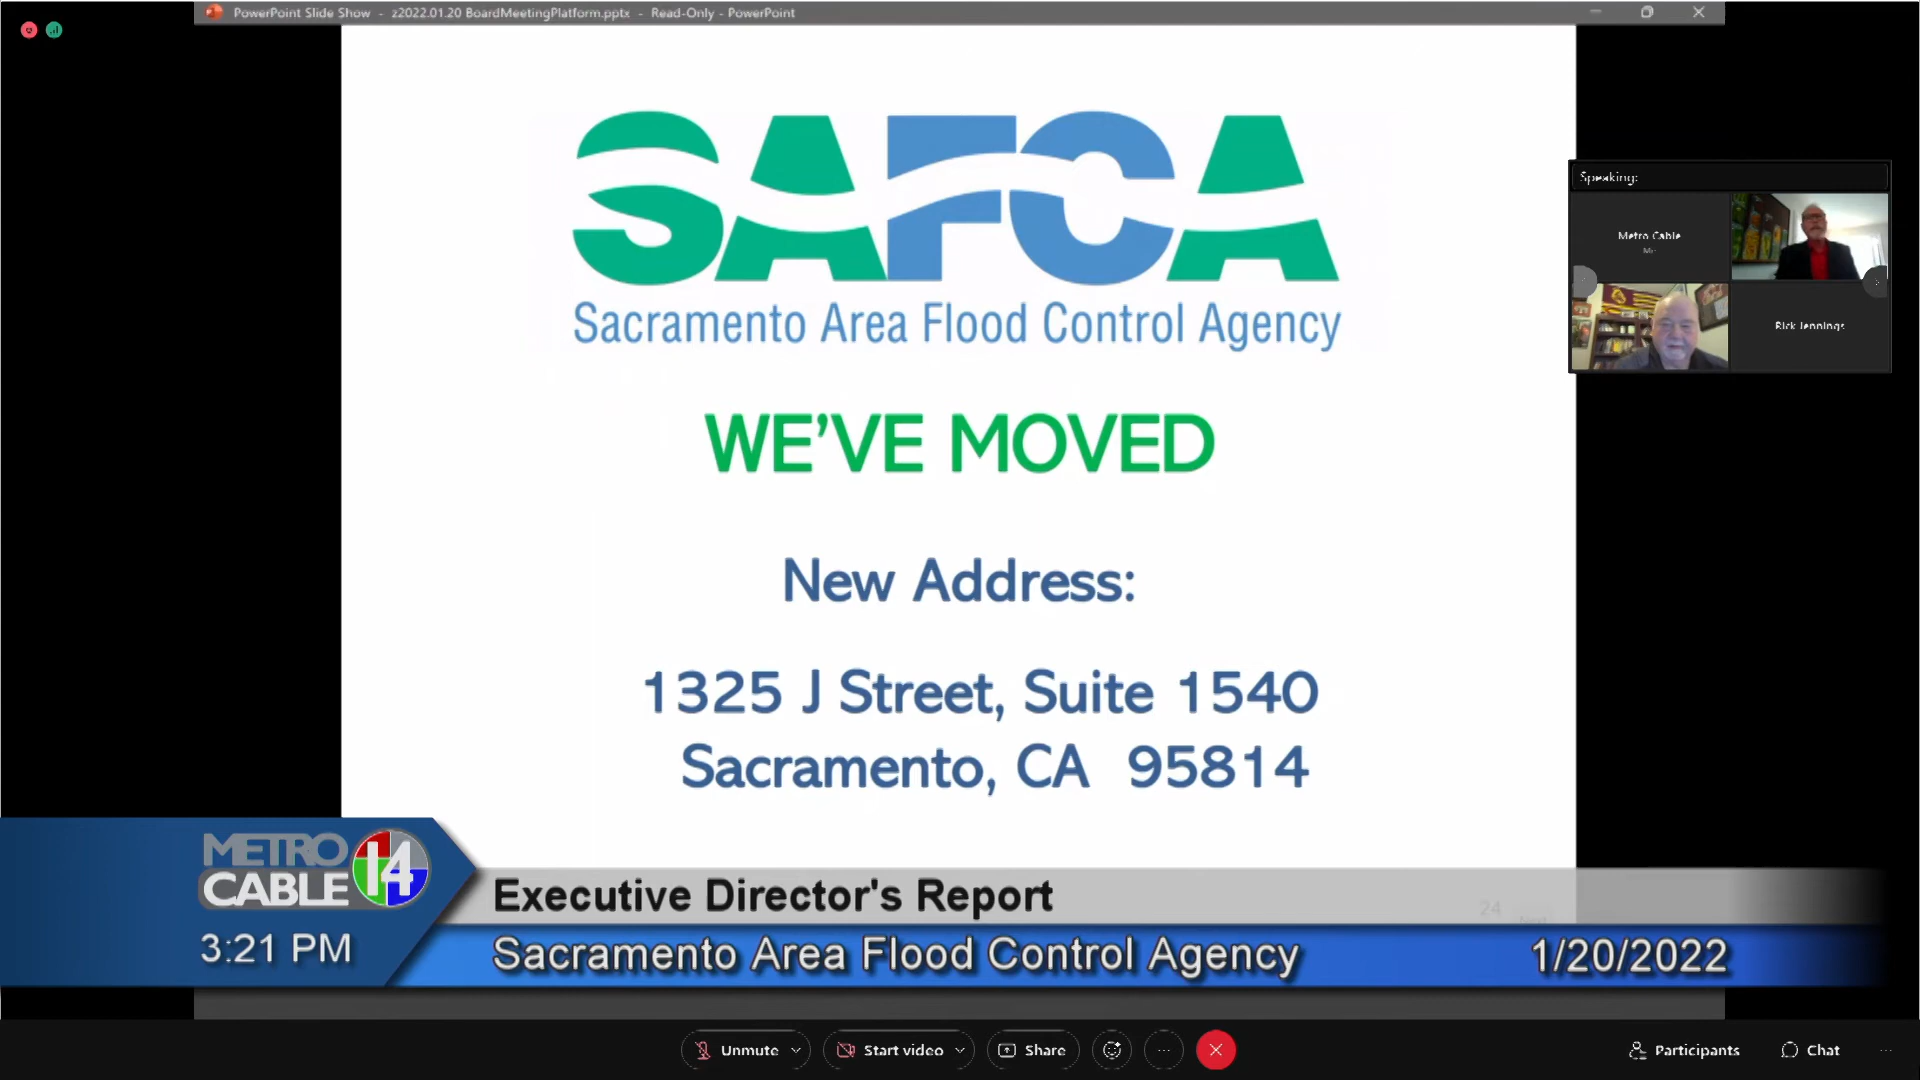 PowerPoint Slide Show - z2022.01.20 BoardMeetingPlatform.pptx - Read-Only - PowerPoint
Speaking:
Metro Cable
Rick Jennings
SAFCA
Sacramento Area Flood Control Agency
WE'VE MOVED
New Address:
1325 J Street, Suite 1540
Sacramento, CA 95814
24
METRO
CABLE 14
3:21 PM
Executive Director's Report
Sacramento Area Flood Control Agency 1/20/2022
Unmute
Start video
Share
Participants
Chat